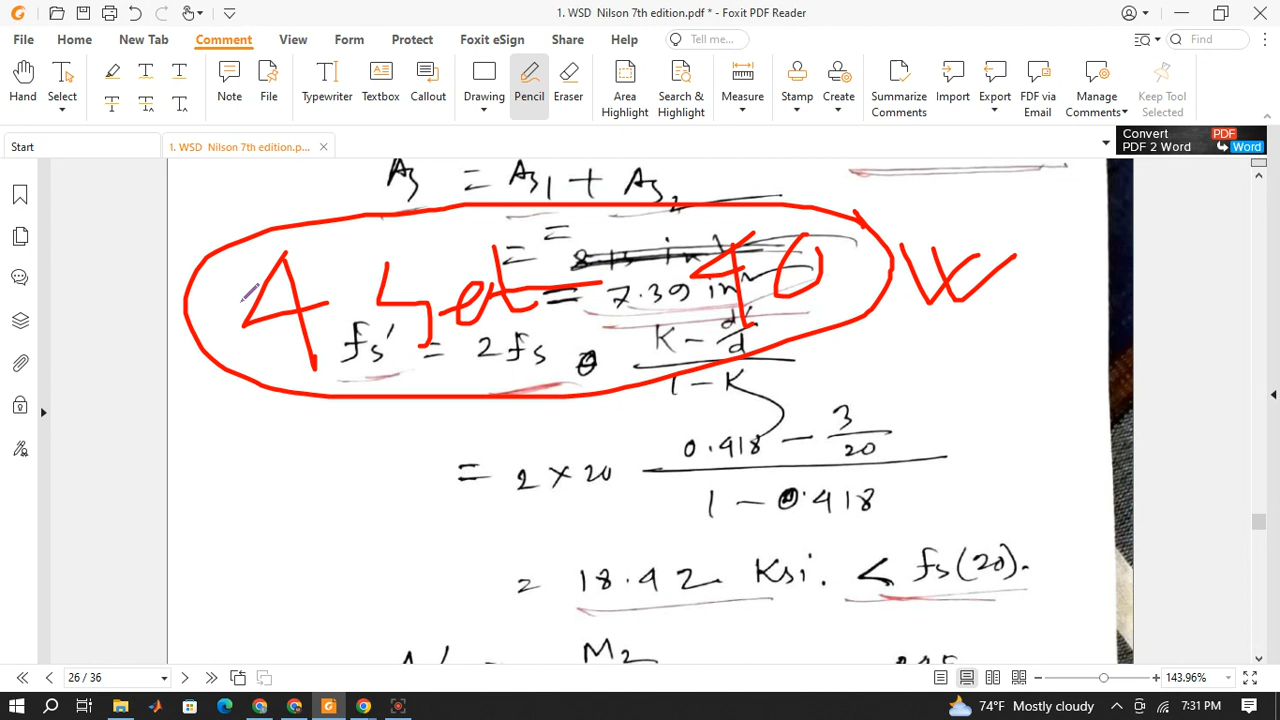 1. WSD Nilson 7th edition.pdf * - Foxit PDF Reader
File Home New Tab Comment View Form Protect Foxit eSign Share Help Tell me... Find
Hand Select Note File Typewriter Textbox Callout Drawing Pencil Eraser Area Highlight Search & Highlight Measure Stamp Create Summarize Comments Import Export FDF via Email Manage Comments Keep Tool Selected
Start 1. WSD Nilson 7th edition.p... Convert PDF 2 Word PDF Word
As = As1 + As2
=
= 7.39 in²
4 set 40 W
fs' = 2fs (K - d'/d)/(1 - K)
= 2 × 20 (0.418 - 3/20)/(1 - 0.418)
= 18.42 Ksi. < fs(20).
M2
26 / 36 143.96%
74°F Mostly cloudy 7:31 PM